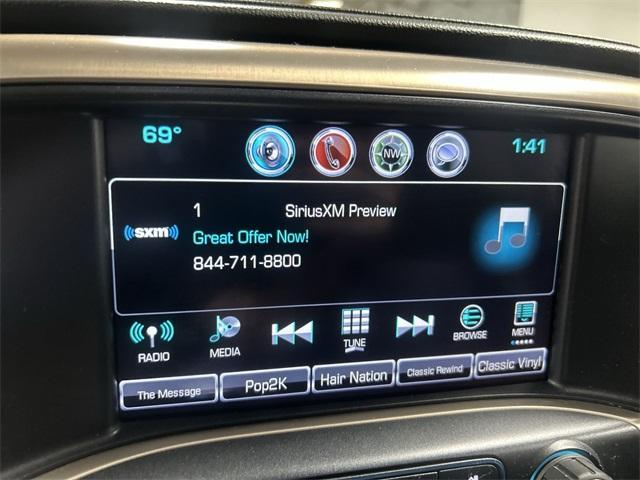 69°
NW
1:41
1 SiriusXM Preview
((sxm))
Great Offer Now!
844-711-8800
RADIO
MEDIA
TUNE
BROWSE
MENU
The Message
Pop2K
Hair Nation
Classic Rewind
Classic Vinyl